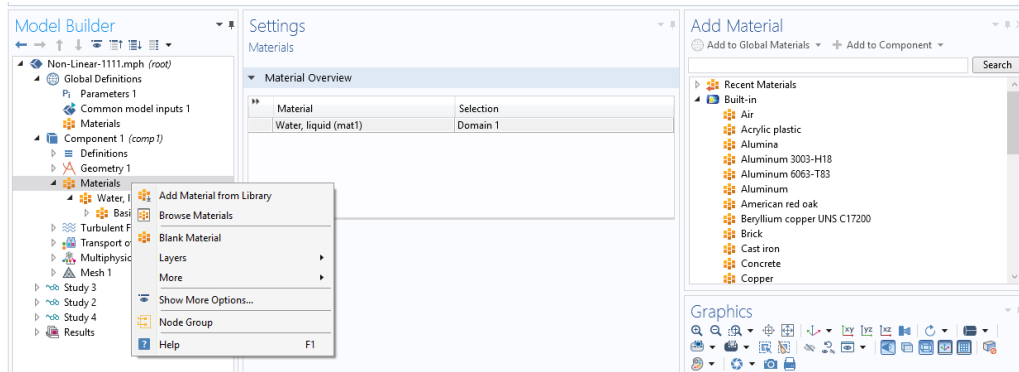 Model Builder
Non-Linear-1111.mph (root)
Global Definitions
Pi Parameters 1
Common model inputs 1
Materials
Component 1 (comp1)
Definitions
Geometry 1
Materials
Water, l
Basi
Turbulent F
Transport o
Multiphysic
Mesh 1
Study 3
Study 2
Study 4
Results
Add Material from Library
Browse Materials
Blank Material
Layers
More
Show More Options...
Node Group
Help F1
Settings
Materials
Material Overview
Material Selection
Water, liquid (mat1) Domain 1
Add Material
Add to Global Materials + Add to Component
Search
Recent Materials
Built-in
Air
Acrylic plastic
Alumina
Aluminum 3003-H18
Aluminum 6063-T83
Aluminum
American red oak
Beryllium copper UNS C17200
Brick
Cast iron
Concrete
Copper
Graphics
xy yz xz